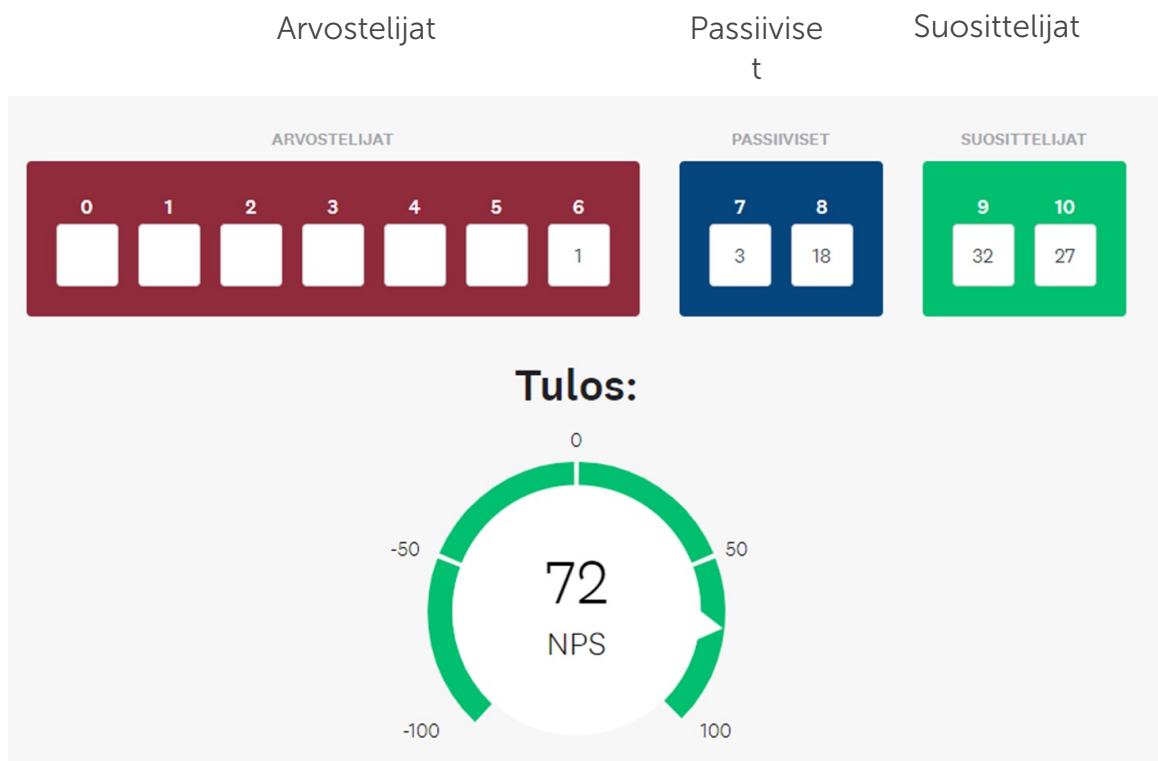 Arvostelijat
Passiivise
t
Suosittelijat
ARVOSTELIJAT
PASSIIVISET
SUOSITTELIJAT
0 1 2 3 4 5 6
7 8
9 10
1
3 18
32 27
Tulos:
0
-50
50
72
NPS
-100
100